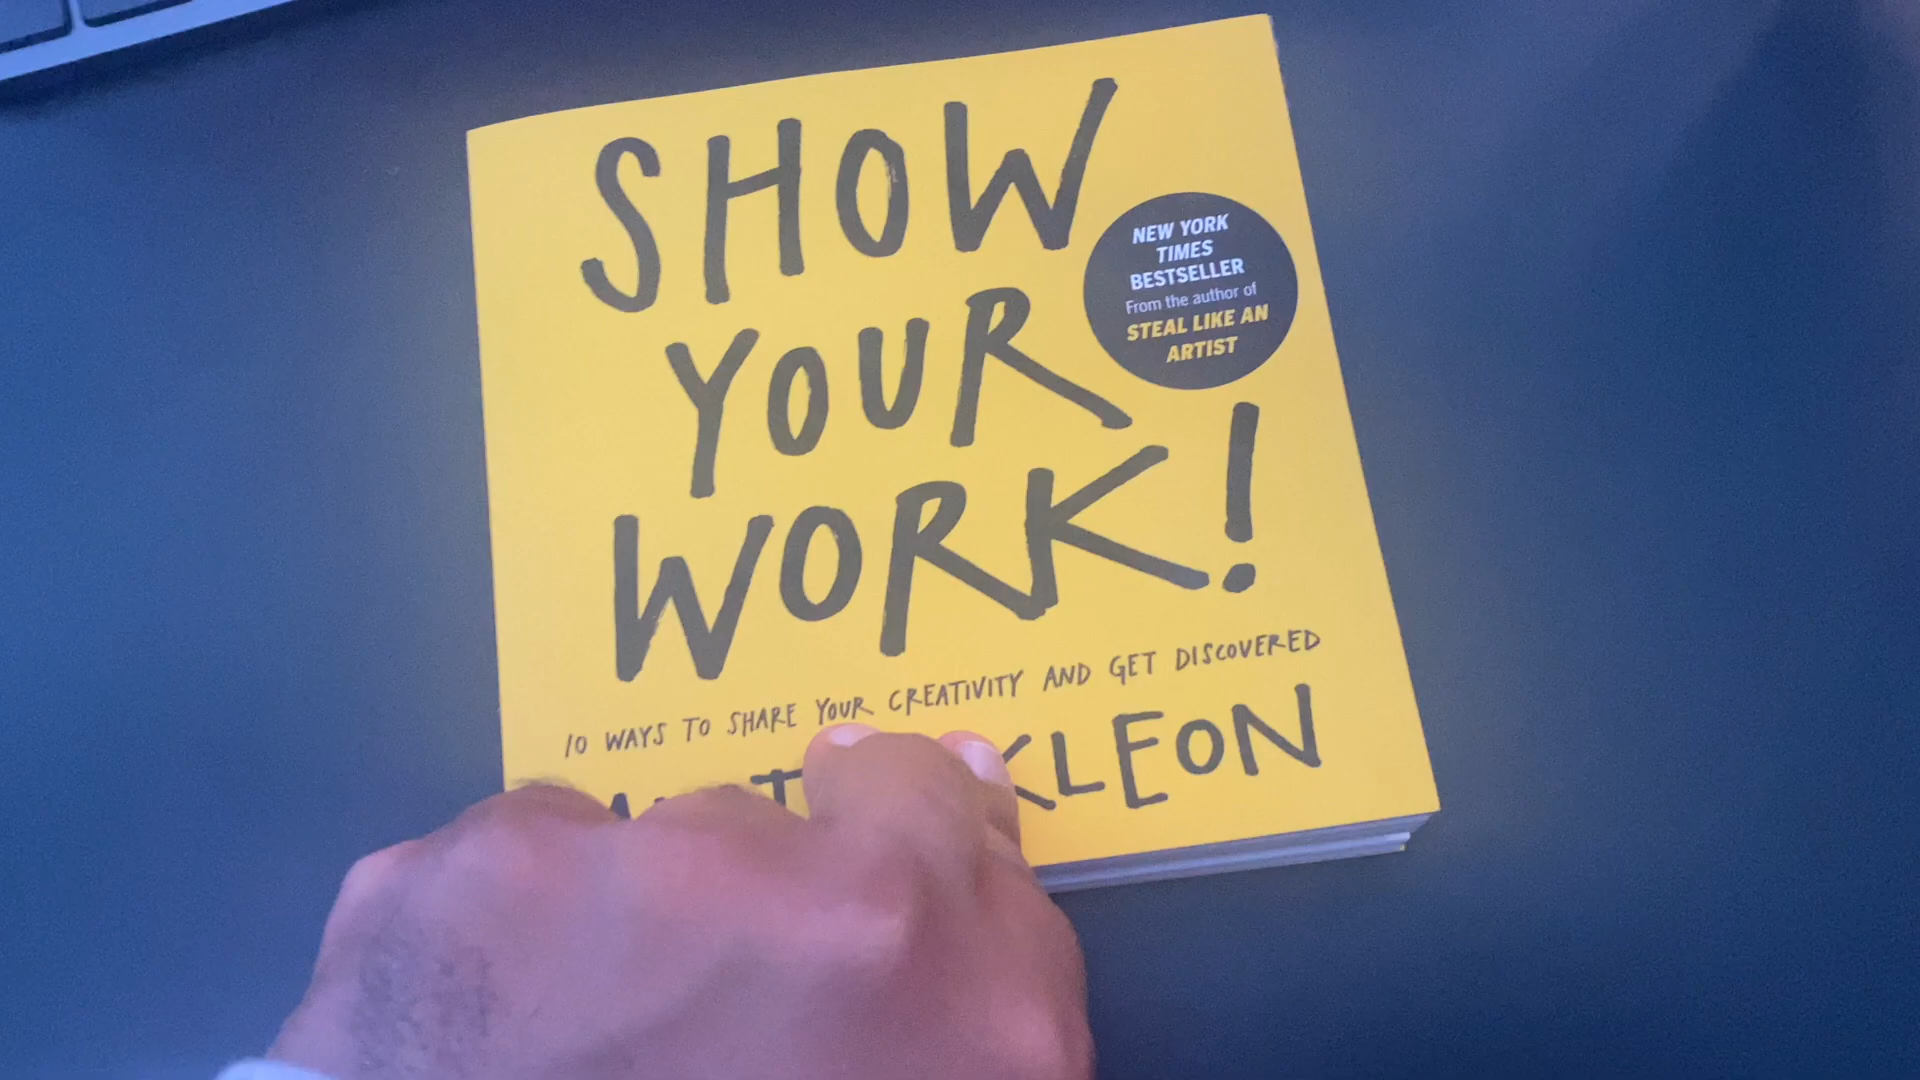 SHOW
YOUR
WORK!
NEW YORK
TIMES
BESTSELLER
From the author of
STEAL LIKE AN
ARTIST
10 WAYS TO SHARE YOUR CREATIVITY AND GET DISCOVERED
KLEON